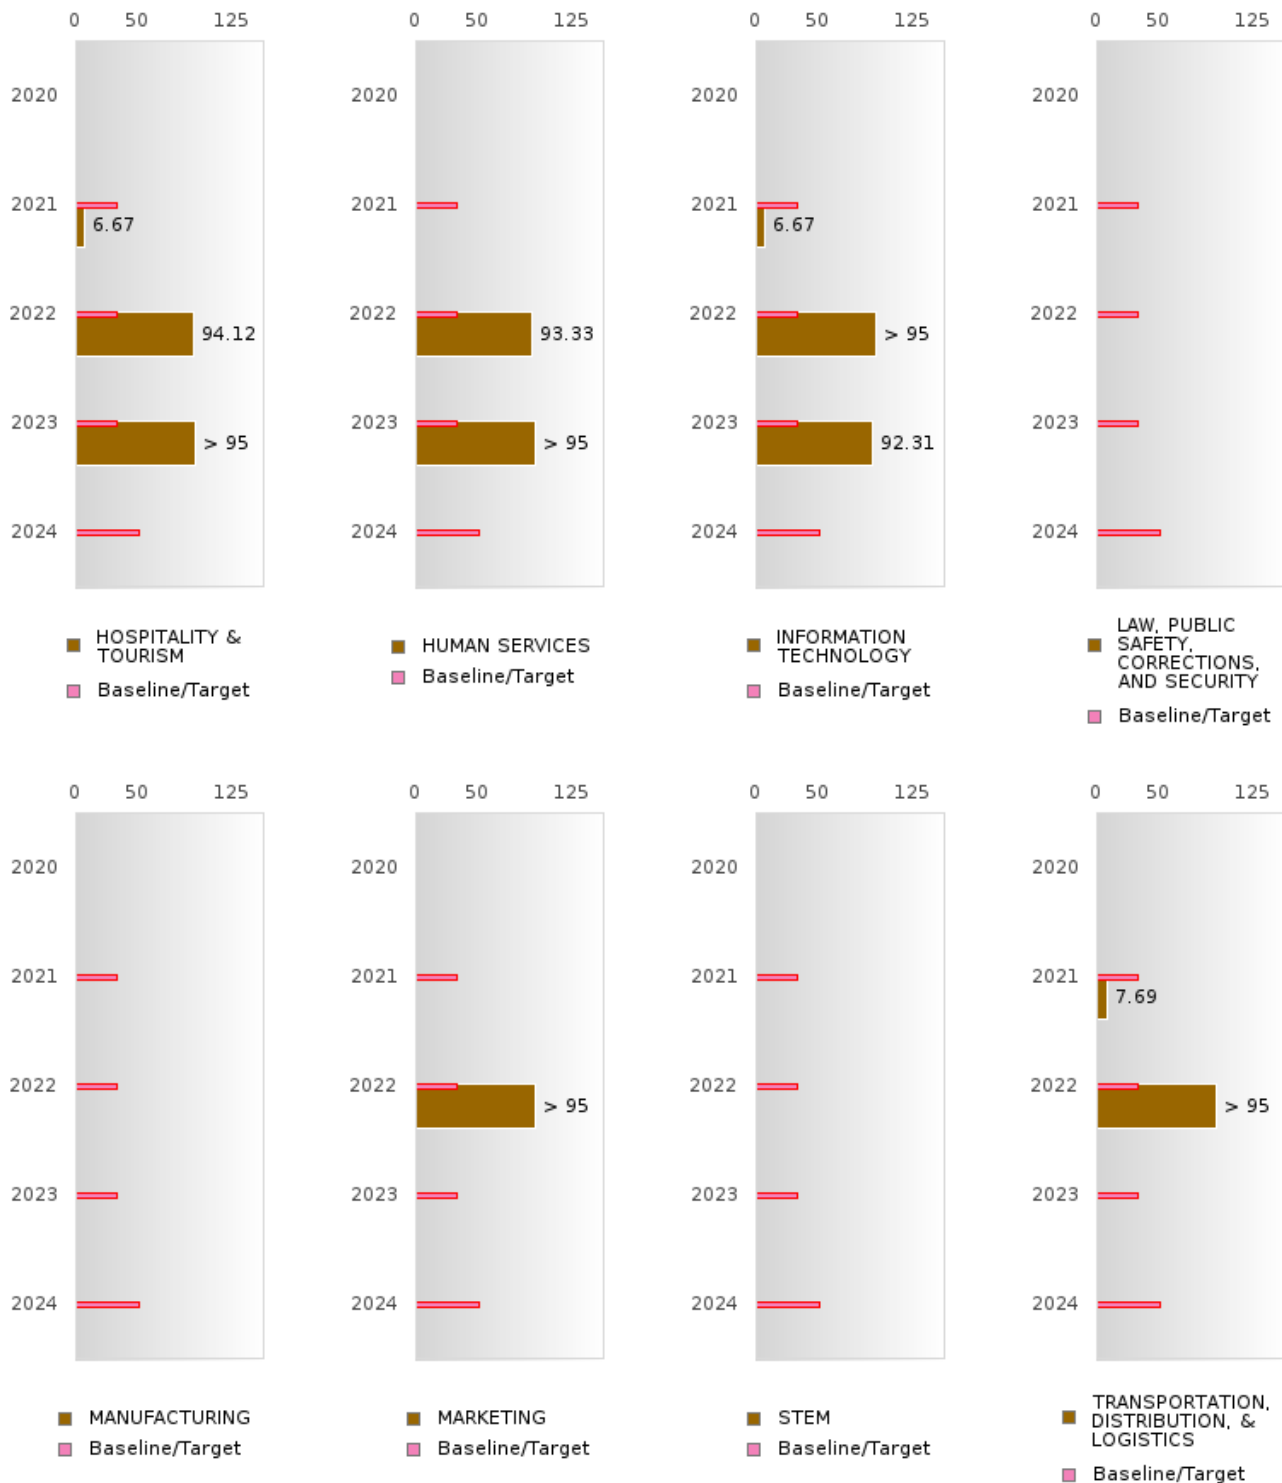 0 50 125
0 50 125
0 50 125
0 50 125
2020
2020
2020
2020
2021
6.67
2021
2021
6.67
2021
2022
94.12
2022
93.33
2022
> 95
2022
2023
> 95
2023
> 95
2023
92.31
2023
2024
2024
2024
2024
HOSPITALITY &
TOURISM
Baseline/Target
HUMAN SERVICES
Baseline/Target
INFORMATION
TECHNOLOGY
Baseline/Target
LAW, PUBLIC
SAFETY,
CORRECTIONS,
AND SECURITY
Baseline/Target
0 50 125
0 50 125
0 50 125
0 50 125
2020
2020
2020
2020
2021
2021
2021
2021
7.69
2022
2022
> 95
2022
2022
> 95
2023
2023
2023
2023
2024
2024
2024
2024
MANUFACTURING
Baseline/Target
MARKETING
Baseline/Target
STEM
Baseline/Target
TRANSPORTATION,
DISTRIBUTION, &
LOGISTICS
Baseline/Target